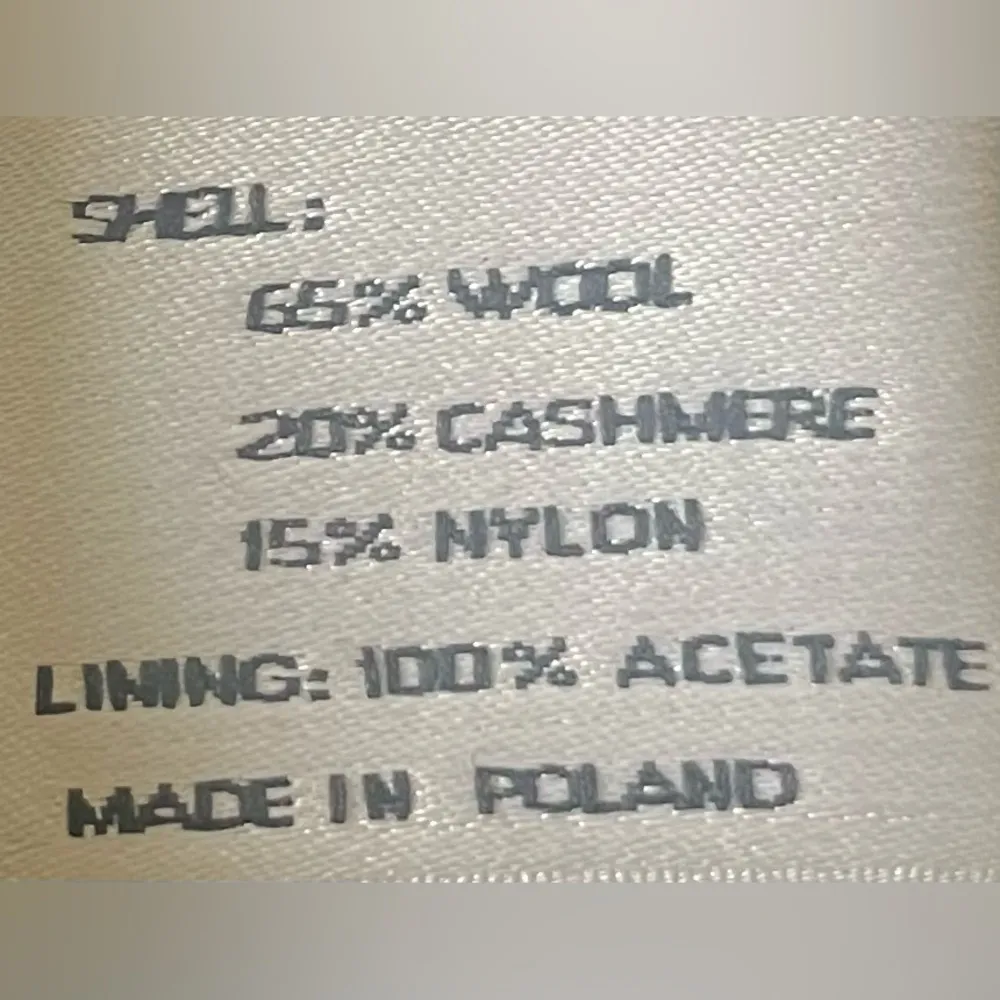 SHELL:
65% WOOL
20% CASHMERE
15% NYLON
LINING: 100% ACETATE
MADE IN POLAND